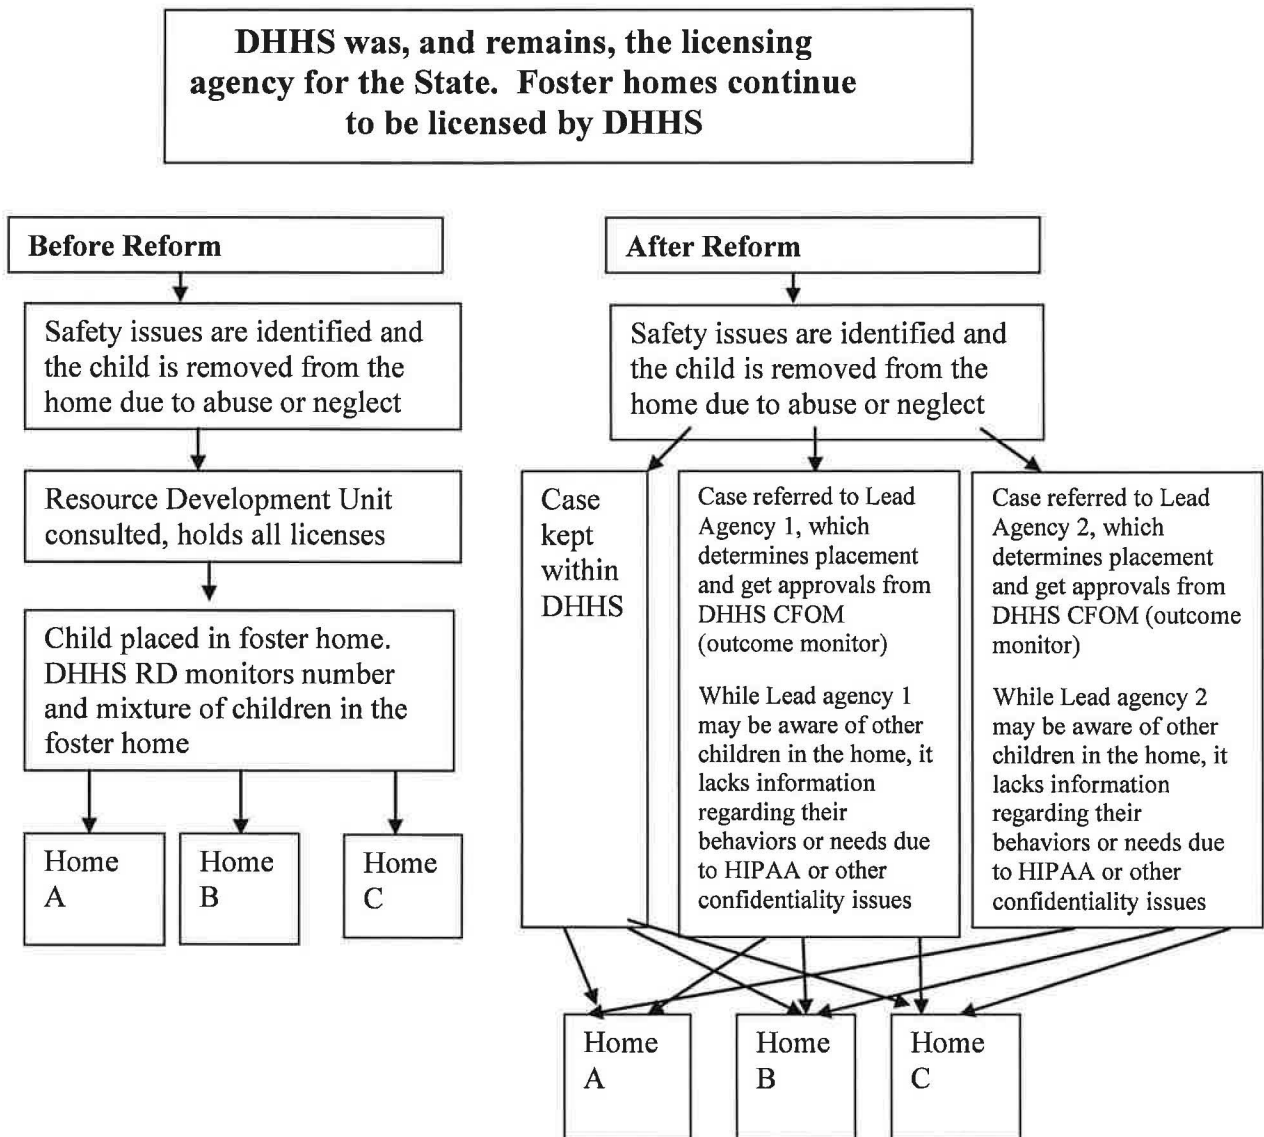 DHHS was, and remains, the licensing
agency for the State. Foster homes continue
to be licensed by DHHS
Before Reform
Safety issues are identified and
the child is removed from the
home due to abuse or neglect
Resource Development Unit
consulted, holds all licenses
Child placed in foster home.
DHHS RD monitors number
and mixture of children in the
foster home
Home
A
Home
B
Home
C
After Reform
Safety issues are identified and
the child is removed from the
home due to abuse or neglect
Case
kept
within
DHHS
Case referred to Lead
Agency 1, which
determines placement
and get approvals from
DHHS CFOM
(outcome monitor)
While Lead agency 1
may be aware of other
children in the home, it
lacks information
regarding their
behaviors or needs due
to HIPAA or other
confidentiality issues
Case referred to Lead
Agency 2, which
determines placement
and get approvals from
DHHS CFOM (outcome
monitor)
While Lead agency 2
may be aware of other
children in the home, it
lacks information
regarding their
behaviors or needs due
to HIPAA or other
confidentiality issues
Home
A
Home
B
Home
C